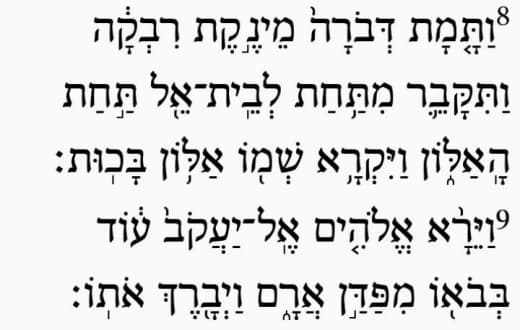 8וַתָּ֤מָת דְּבֹרָה֙ מֵינֶ֣קֶת רִבְקָ֔ה
וַתִּקָּבֵ֛ר מִתַּ֥חַת לְבֵֽית־אֵ֖ל תַּ֣חַת
הָֽאַלּ֑וֹן וַיִּקְרָ֥א שְׁמ֖וֹ אַלּ֥וֹן בָּכֽוּת׃
9וַיֵּרָ֨א אֱלֹהִ֤ים אֶֽל־יַעֲקֹב֙ ע֔וֹד
בְּבֹא֖וֹ מִפַּדַּ֣ן אֲרָ֑ם וַיְבָ֖רֶךְ אֹתֽוֹ׃